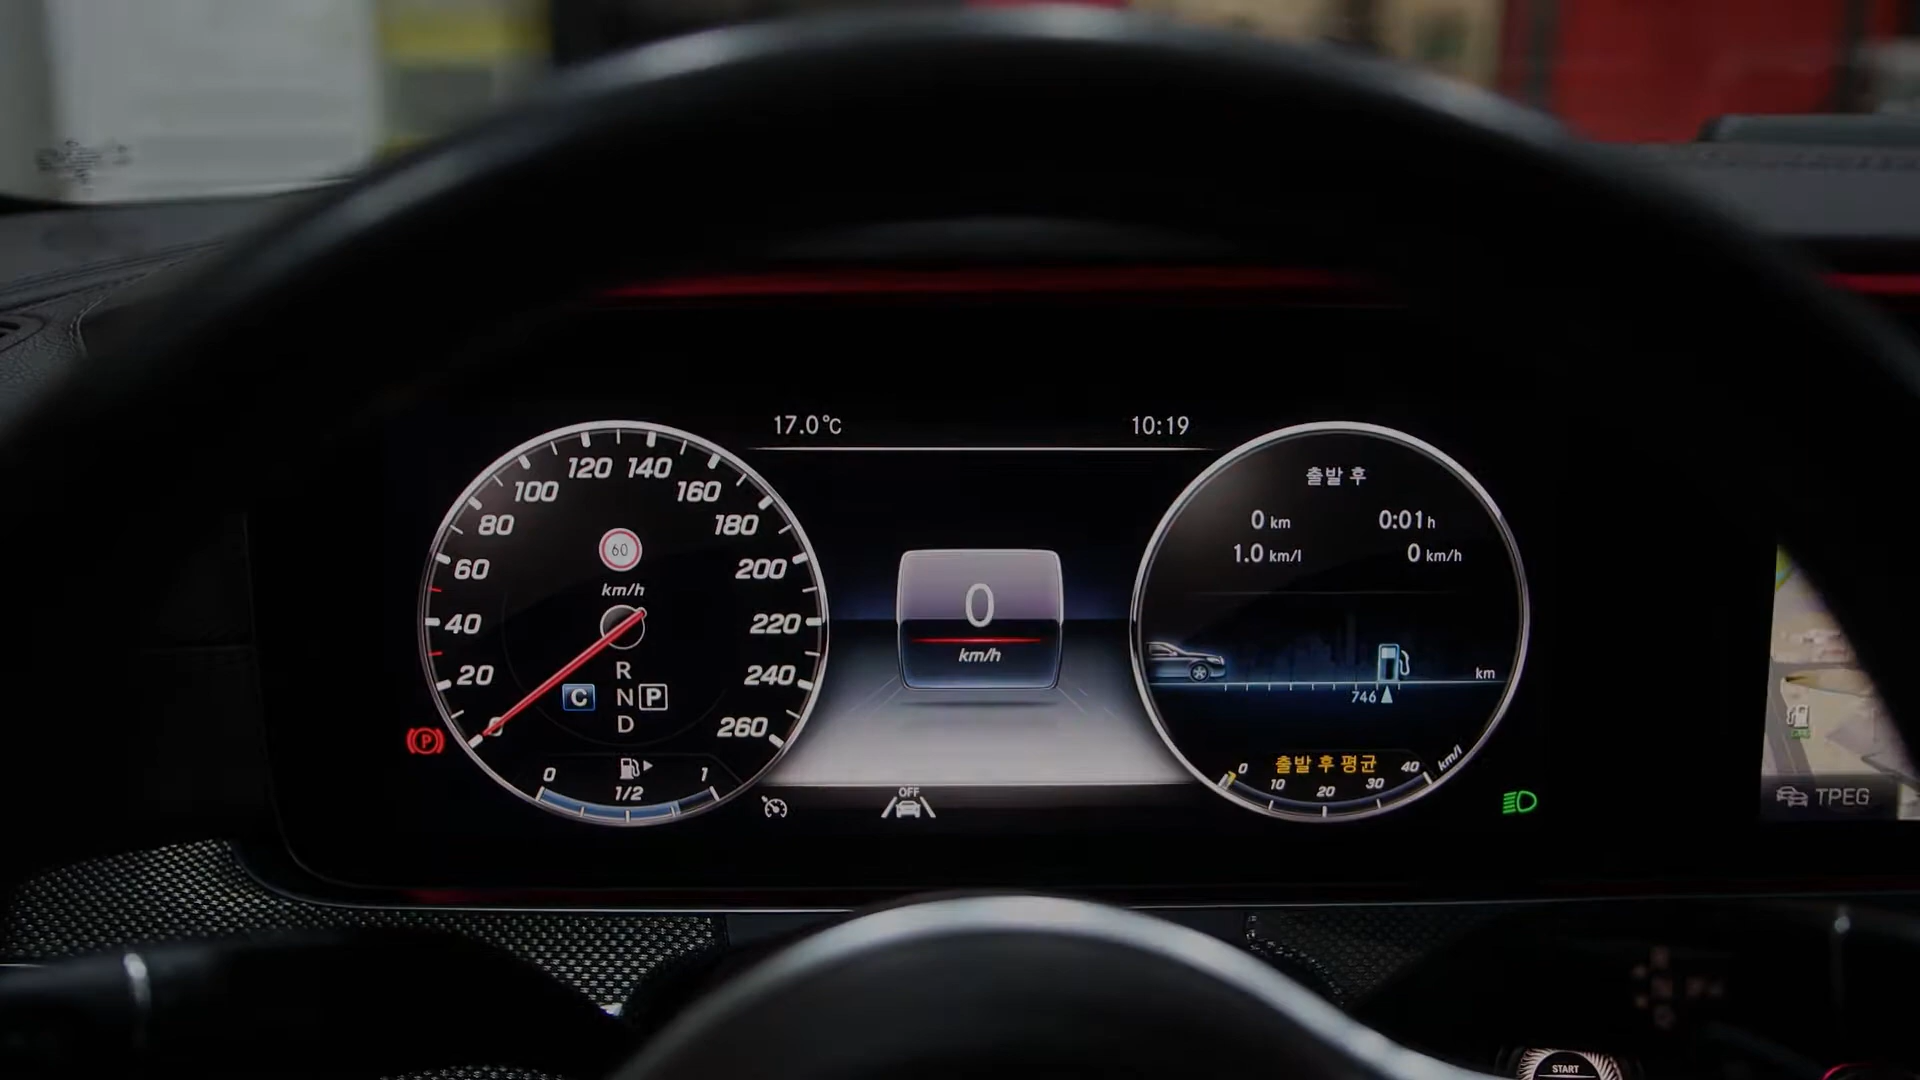 17.0℃
10:19
0
20
40
60
80
100
120
140
160
180
200
220
240
260
60
km/h
R
C N P
D
P
0 1
1/2
0
km/h
OFF
출발 후
0 km 0:01 h
1.0 km/l 0 km/h
km
746
출발 후 평균
0 10 20 30 40 km/l
TPEG
START